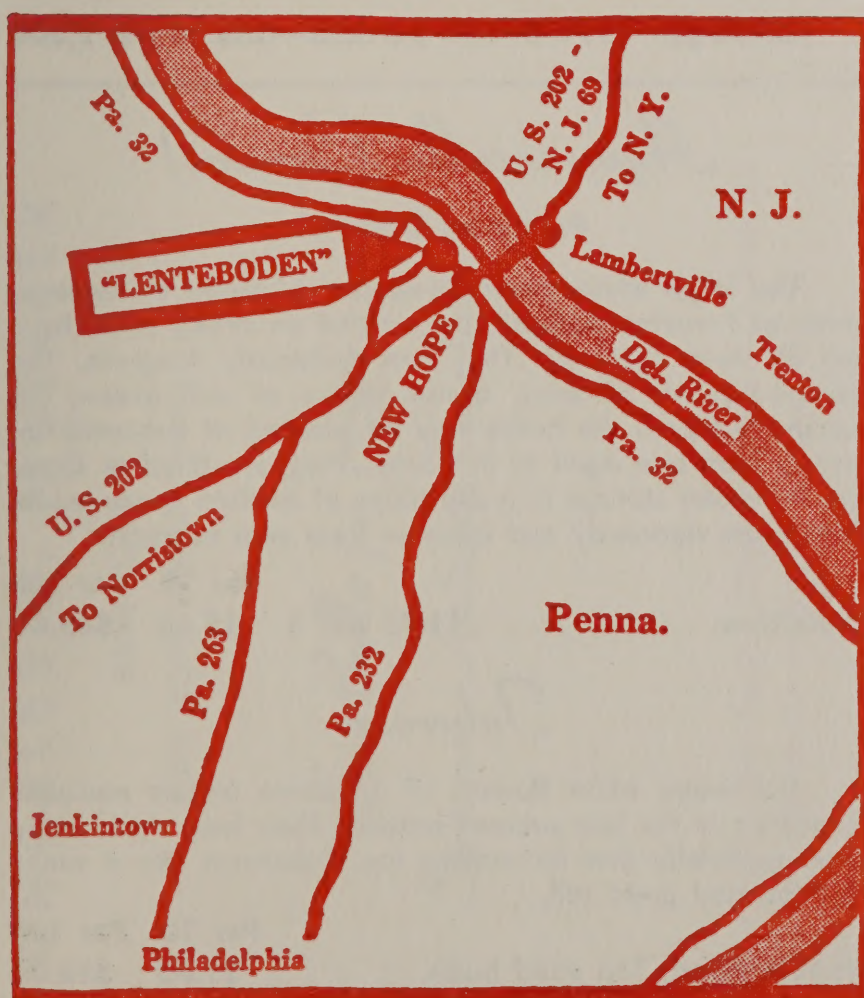 Pa. 32
U. S. 202 -
N. J. 69
To N. Y.
N. J.
"LENTEBODEN"
Lambertville
NEW HOPE
Del. River
Trenton
Pa. 32
U. S. 202
To Norristown
Penna.
Pa. 263
Pa. 232
Jenkintown
Philadelphia